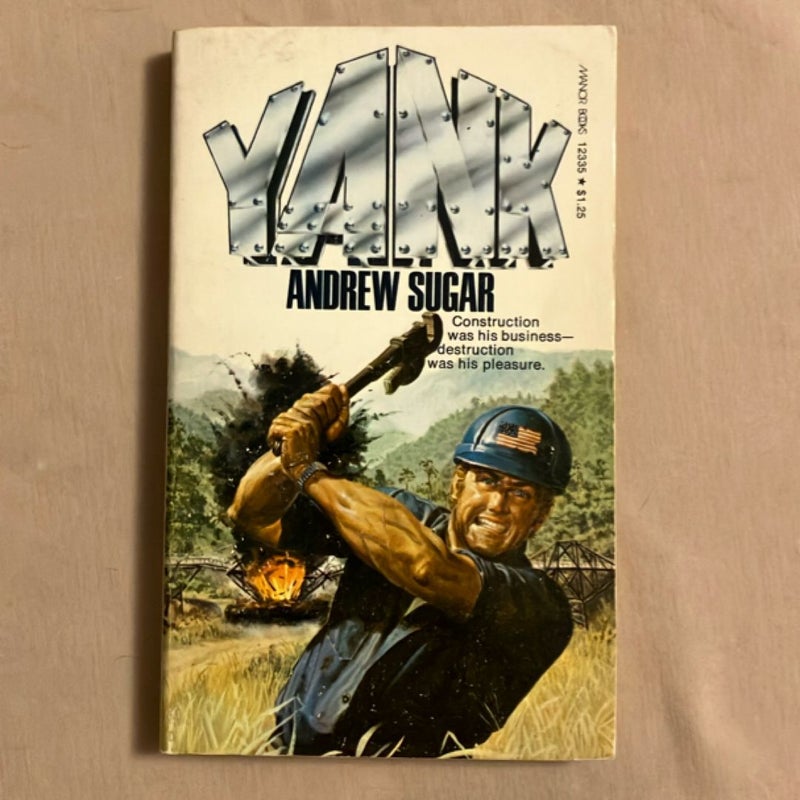 YANK
MANOR BOOKS 12335 ★ $1.25
ANDREW SUGAR
Construction
was his business—
destruction
was his pleasure.